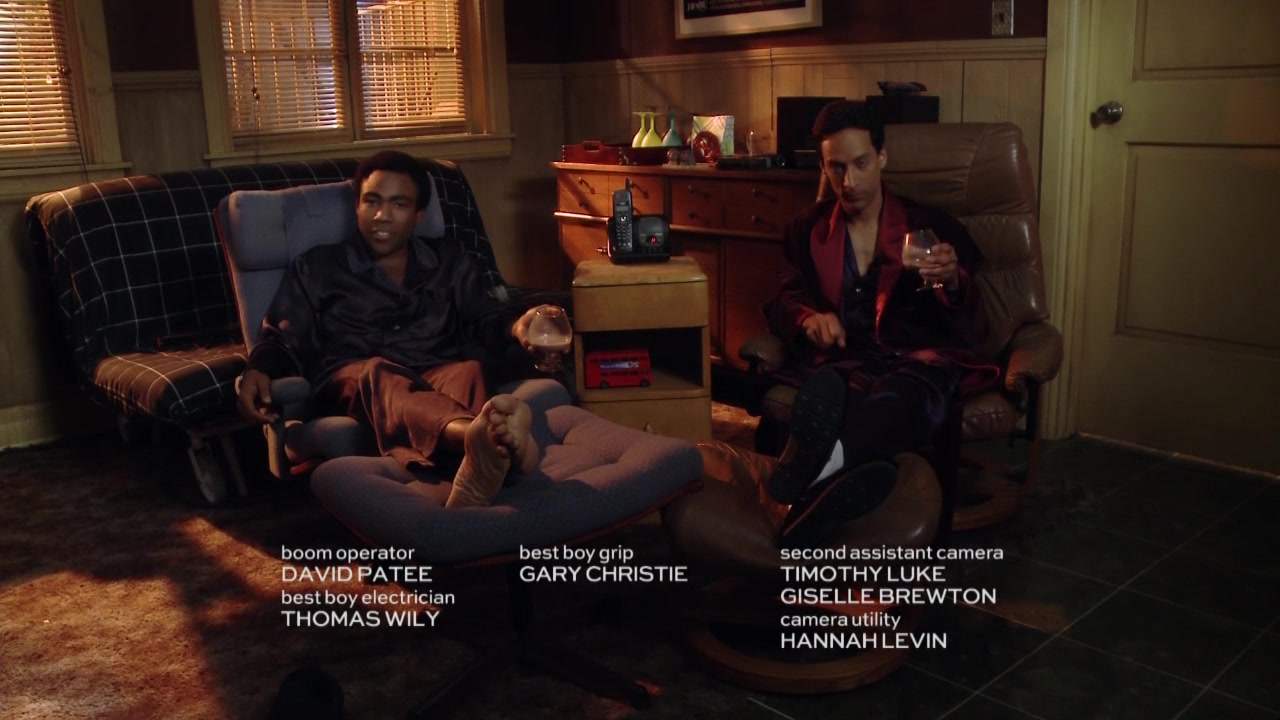 boom operator
DAVID PATEE
best boy electrician
THOMAS WILY
best boy grip
GARY CHRISTIE
second assistant camera
TIMOTHY LUKE
GISELLE BREWTON
camera utility
HANNAH LEVIN